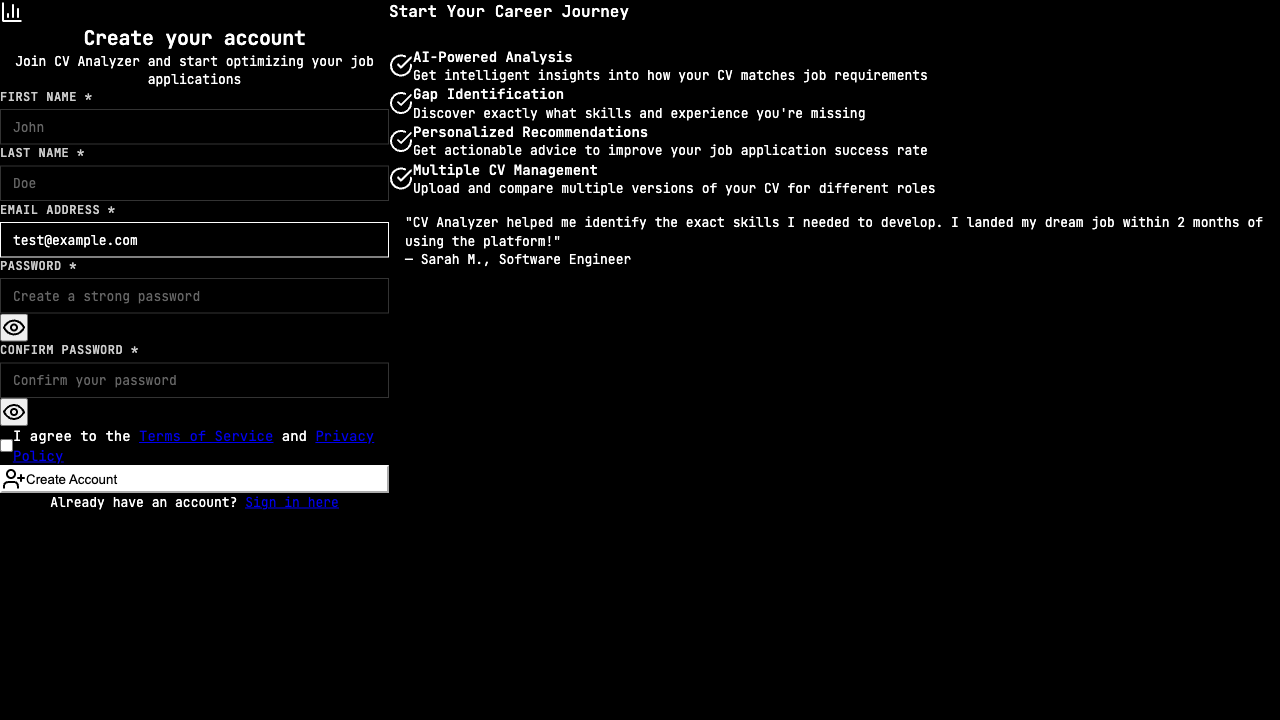 Create your account
Join CV Analyzer and start optimizing your job
applications
FIRST NAME *
John
LAST NAME *
Doe
EMAIL ADDRESS *
test@example.com
PASSWORD *
Create a strong password
CONFIRM PASSWORD *
Confirm your password
I agree to the Terms of Service and Privacy
Policy
Create Account
Already have an account? Sign in here
Start Your Career Journey
AI-Powered Analysis
Get intelligent insights into how your CV matches job requirements
Gap Identification
Discover exactly what skills and experience you're missing
Personalized Recommendations
Get actionable advice to improve your job application success rate
Multiple CV Management
Upload and compare multiple versions of your CV for different roles
"CV Analyzer helped me identify the exact skills I needed to develop. I landed my dream job within 2 months of
using the platform!"
— Sarah M., Software Engineer